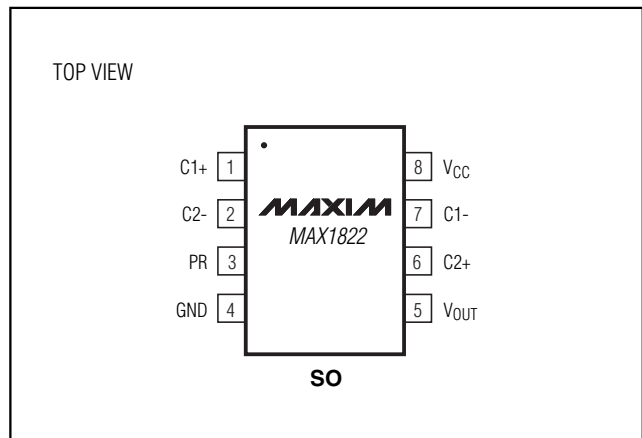 TOP VIEW
C1+ 1
C2- 2
PR 3
GND 4
MAXIM
MAX1822
8 VCC
7 C1-
6 C2+
5 VOUT
SO